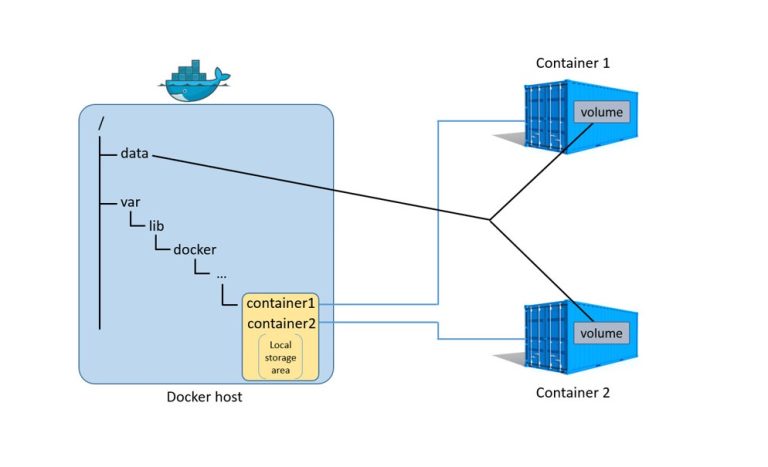 Container 1
volume
/
data
var
lib
docker
...
container1
container2
Local
storage
area
Docker host
volume
Container 2